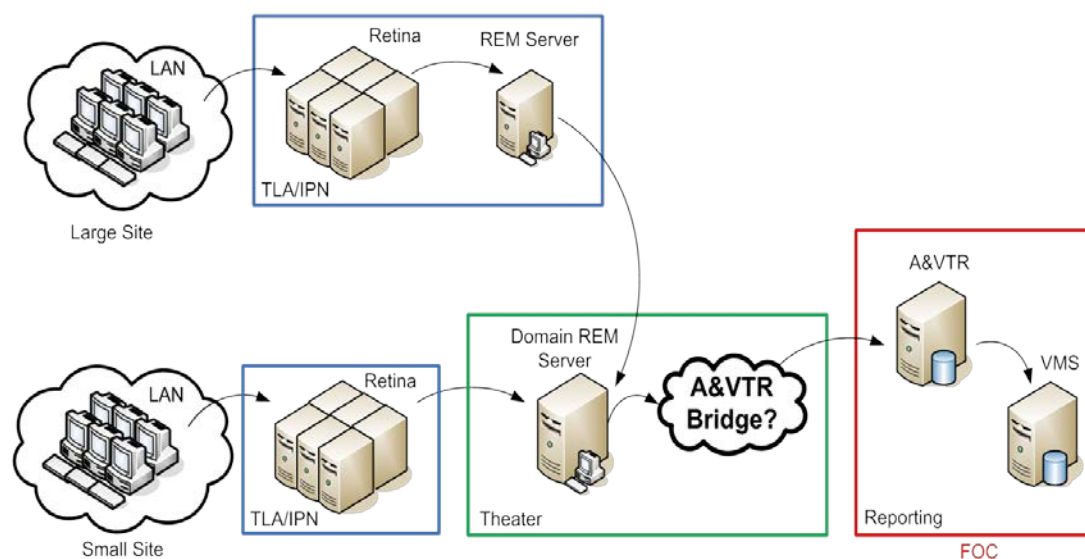 LAN
Large Site
Retina
REM Server
TLA/IPN
LAN
Small Site
Retina
TLA/IPN
Domain REM
Server
A&VTR
Bridge?
Theater
A&VTR
VMS
Reporting
FOC